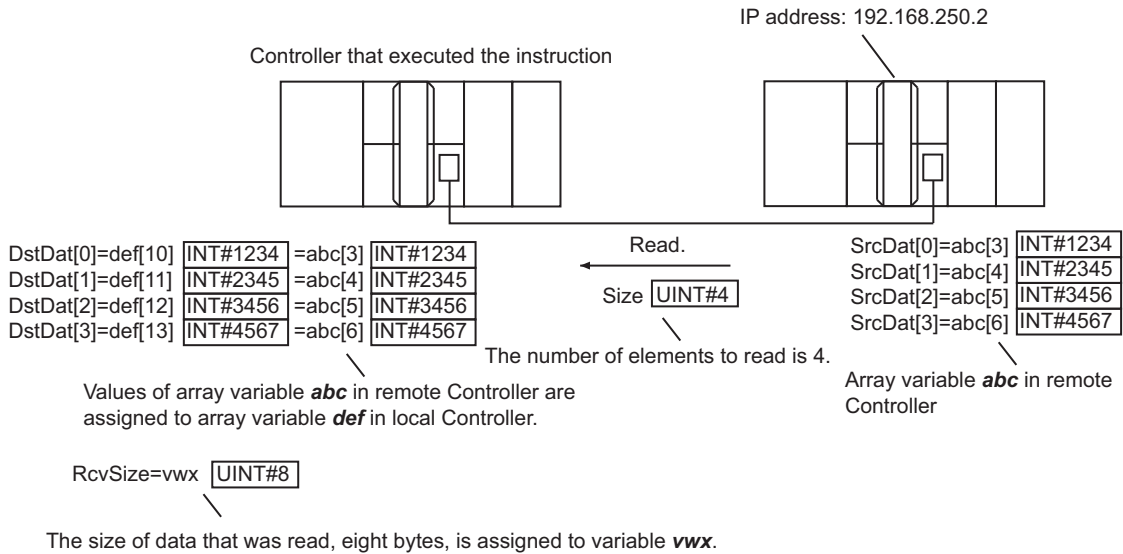 IP address: 192.168.250.2
Controller that executed the instruction
DstDat[0]=def[10] INT#1234 =abc[3] INT#1234
DstDat[1]=def[11] INT#2345 =abc[4] INT#2345
DstDat[2]=def[12] INT#3456 =abc[5] INT#3456
DstDat[3]=def[13] INT#4567 =abc[6] INT#4567
Read.
Size UINT#4
The number of elements to read is 4.
SrcDat[0]=abc[3] INT#1234
SrcDat[1]=abc[4] INT#2345
SrcDat[2]=abc[5] INT#3456
SrcDat[3]=abc[6] INT#4567
Values of array variable abc in remote Controller are
assigned to array variable def in local Controller.
Array variable abc in remote
Controller
RcvSize=vwx UINT#8
The size of data that was read, eight bytes, is assigned to variable vwx.